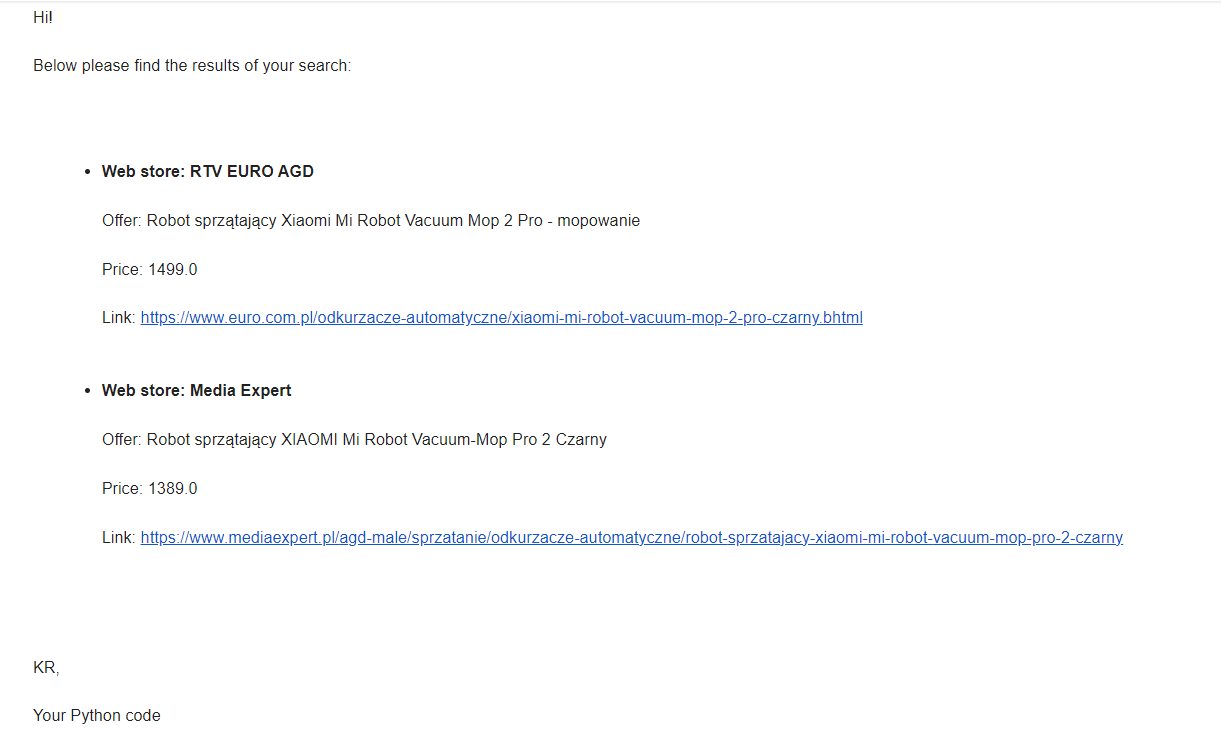 Hi!
Below please find the results of your search:
• Web store: RTV EURO AGD
Offer: Robot sprzątający Xiaomi Mi Robot Vacuum Mop 2 Pro - mopowanie
Price: 1499.0
Link: https://www.euro.com.pl/odkurzacze-automatyczne/xiaomi-mi-robot-vacuum-mop-2-pro-czarny.bhtml
• Web store: Media Expert
Offer: Robot sprzątający XIAOMI Mi Robot Vacuum-Mop Pro 2 Czarny
Price: 1389.0
Link: https://www.mediaexpert.pl/agd-male/sprzatanie/odkurzacze-automatyczne/robot-sprzatajacy-xiaomi-mi-robot-vacuum-mop-pro-2-czarny
KR,
Your Python code